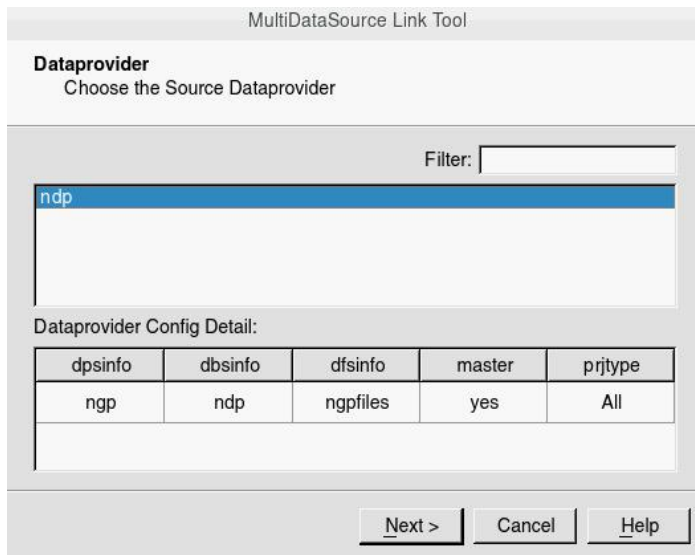 MultiDataSource Link Tool
Dataprovider
Choose the Source Dataprovider
Filter:
ndp
Dataprovider Config Detail:
dpsinfo dbsinfo dfsinfo master prjtype
ngp ndp ngpfiles yes All
Next > Cancel Help